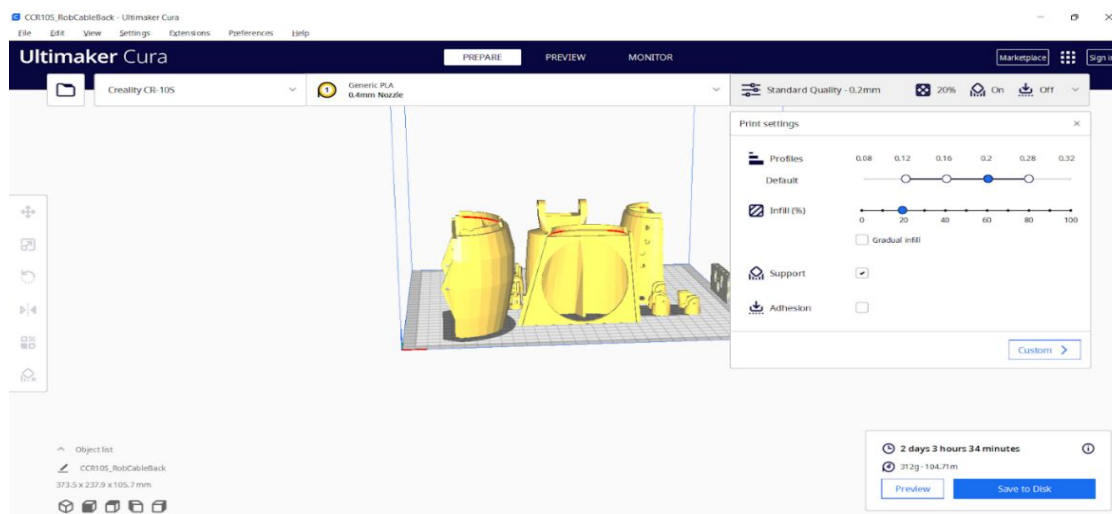 CCR10S_RobCableBack - Ultimaker Cura
File Edit View Settings Extensions Preferences Help
Ultimaker Cura
PREPARE PREVIEW MONITOR
Marketplace
Sign in
Creality CR-10S
1
Generic PLA
0.4mm Nozzle
Standard Quality - 0.2mm 20% On Off
Print settings
Profiles 0.08 0.12 0.16 0.2 0.28 0.32
Default
Infill (%)
0 20 40 60 80 100
Gradual infill
Support
Adhesion
Custom
Object list
CCR10S_RobCableBack
373.5 x 237.9 x 105.7 mm
2 days 3 hours 34 minutes
312g · 104.71m
Preview Save to Disk